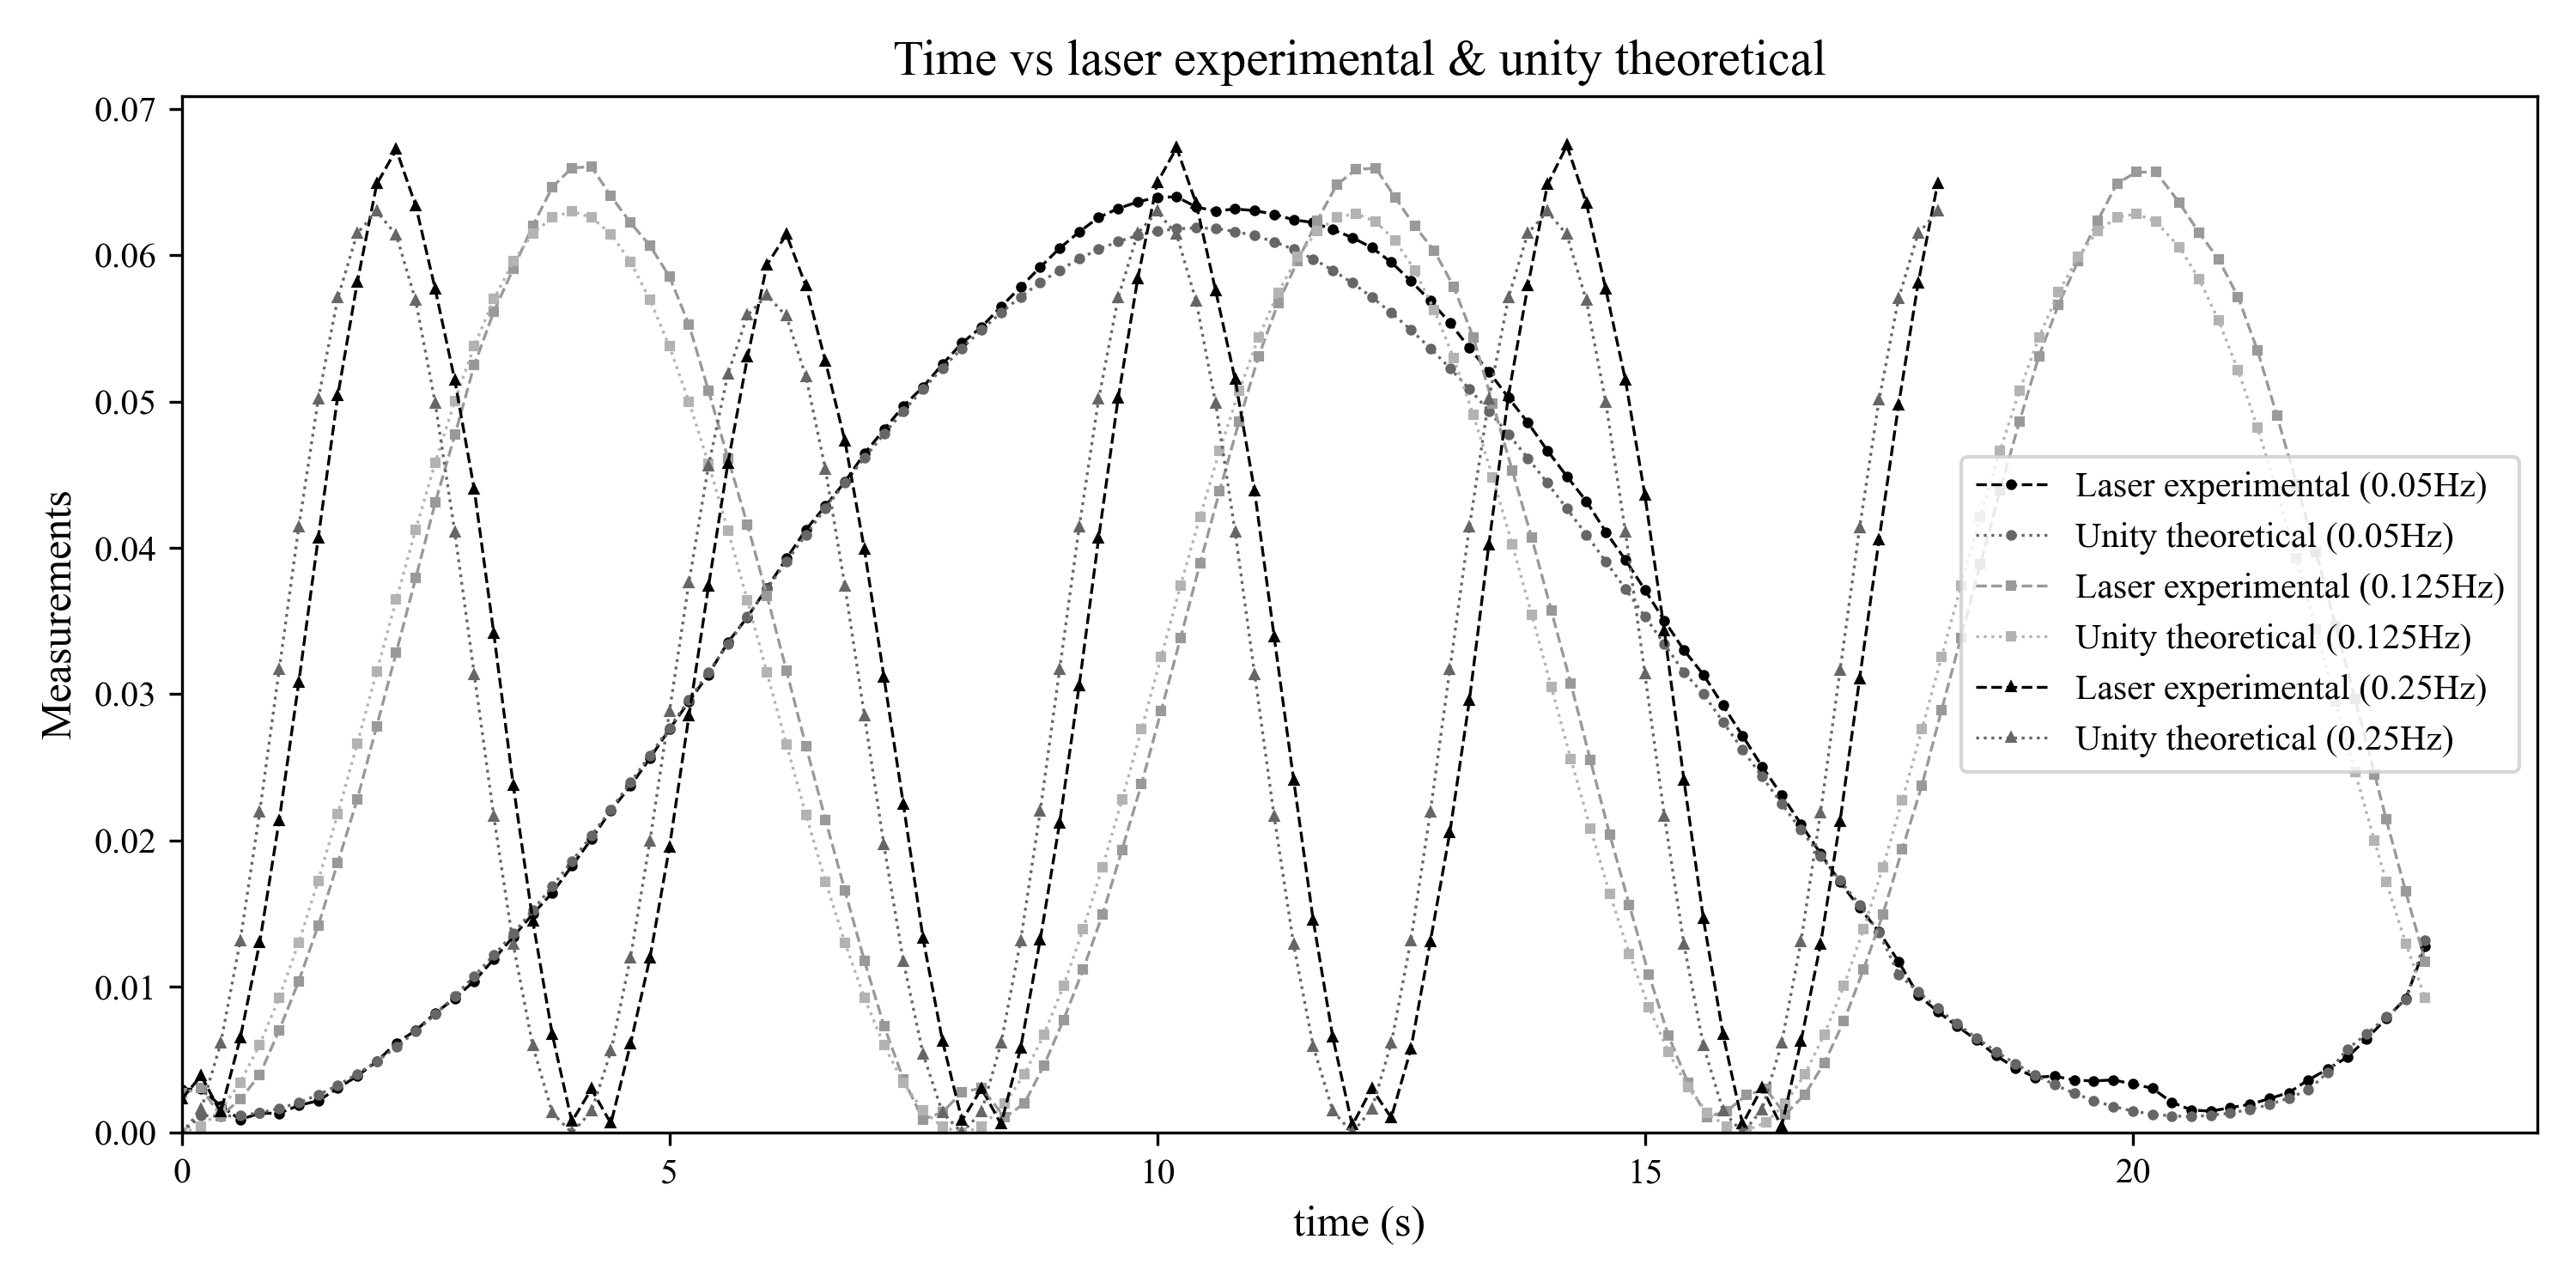 Time vs laser experimental & unity theoretical
Measurements
0.07
0.06
0.05
0.04
0.03
0.02
0.01
0.00
0
5
10
15
20
time (s)
Laser experimental (0.05Hz)
Unity theoretical (0.05Hz)
Laser experimental (0.125Hz)
Unity theoretical (0.125Hz)
Laser experimental (0.25Hz)
Unity theoretical (0.25Hz)